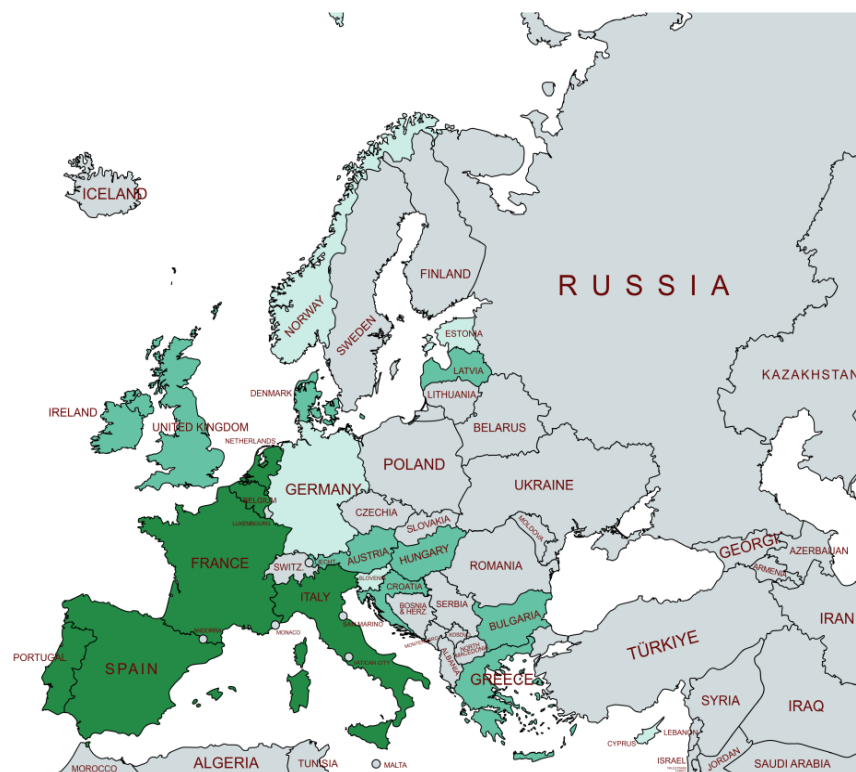 ICELAND
FINLAND
RUSSIA
NORWAY
SWEDEN
ESTONIA
LATVIA
KAZAKHSTAN
DENMARK
LITHUANIA
IRELAND
UNITED KINGDOM
BELARUS
NETHERLANDS
POLAND
GERMANY
UKRAINE
BELGIUM
CZECHIA
LUXEMBOURG
SLOVAKIA
MOLDOVA
FRANCE
SWITZ.
LIECHT.
AUSTRIA
HUNGARY
GEORGI
AZERBAIJAN
ROMANIA
ARMENIA
SLOVENIA
CROATIA
ITALY
BOSNIA
& HERZ.
SERBIA
SAN MARINO
BULGARIA
IRAN
ANDORRA
MONACO
MONTENEGRO
KOSOVO
PORTUGAL
SPAIN
VATICAN CITY
ALBANIA
NORTH
MACEDONIA
TÜRKIYE
GREECE
SYRIA
IRAQ
CYPRUS
LEBANON
ISRAEL
JORDAN
MOROCCO
ALGERIA
TUNISIA
MALTA
SAUDI ARABIA